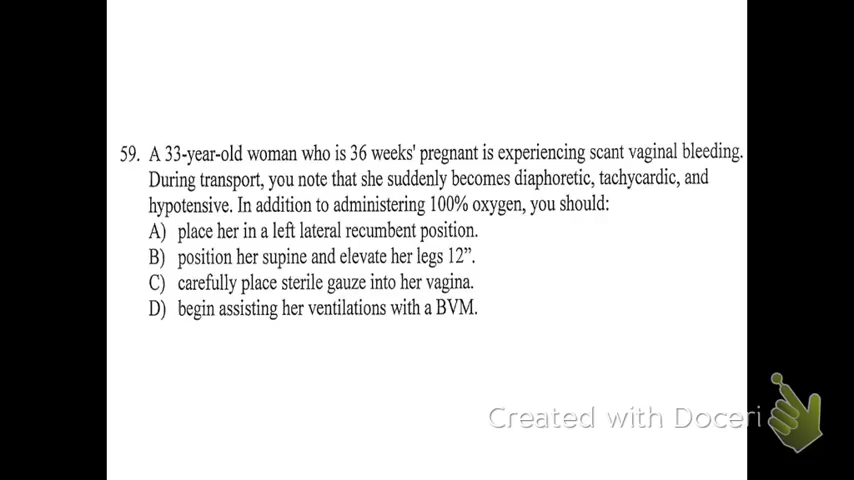 59. A 33-year-old woman who is 36 weeks' pregnant is experiencing scant vaginal bleeding.
During transport, you note that she suddenly becomes diaphoretic, tachycardic, and
hypotensive. In addition to administering 100% oxygen, you should:
A) place her in a left lateral recumbent position.
B) position her supine and elevate her legs 12”.
C) carefully place sterile gauze into her vagina.
D) begin assisting her ventilations with a BVM.
Created with Doceri